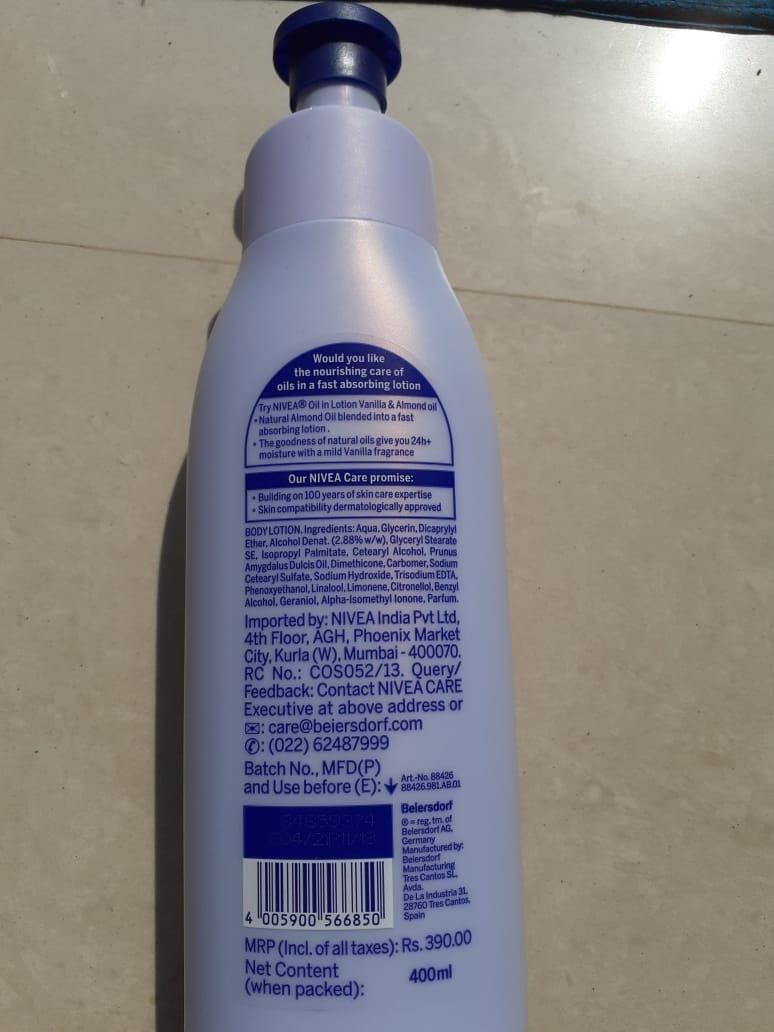 Would you like
the nourishing care of
oils in a fast absorbing lotion
Try NIVEA® Oil in Lotion Vanilla & Almond oil
• Natural Almond Oil blended into a fast
absorbing lotion.
• The goodness of natural oils give you 24h+
moisture with a mild Vanilla fragrance
Our NIVEA Care promise:
• Building on 100 years of skin care expertise
• Skin compatibility dermatologically approved
BODY LOTION. Ingredients: Aqua, Glycerin, Dicaprylyl
Ether, Alcohol Denat. (2.88% w/w), Glyceryl Stearate
SE, Isopropyl Palmitate, Cetearyl Alcohol, Prunus
Amygdalus Dulcis Oil, Dimethicone, Carbomer, Sodium
Cetearyl Sulfate, Sodium Hydroxide, Trisodium EDTA,
Phenoxyethanol, Linalool, Limonene, Citronellol, Benzyl
Alcohol, Geraniol, Alpha-Isomethyl Ionone, Parfum.
Imported by: NIVEA India Pvt Ltd,
4th Floor, AGH, Phoenix Market
City, Kurla (W), Mumbai - 400070.
RC No.: COS052/13. Query/
Feedback: Contact NIVEA CARE
Executive at above address or
✉: care@beiersdorf.com
✆: (022) 62487999
Batch No., MFD(P)
and Use before (E):
Art.-No. 88426
88426.981.AB.01
Beiersdorf
® = reg. tm. of
Beiersdorf AG,
Germany
Manufactured by:
Beiersdorf
Manufacturing
Tres Cantos SL.
Avda.
De La Industria 31,
28760 Tres Cantos,
Spain
4 005900 566850
MRP (Incl. of all taxes): Rs. 390.00
Net Content
(when packed):
400ml